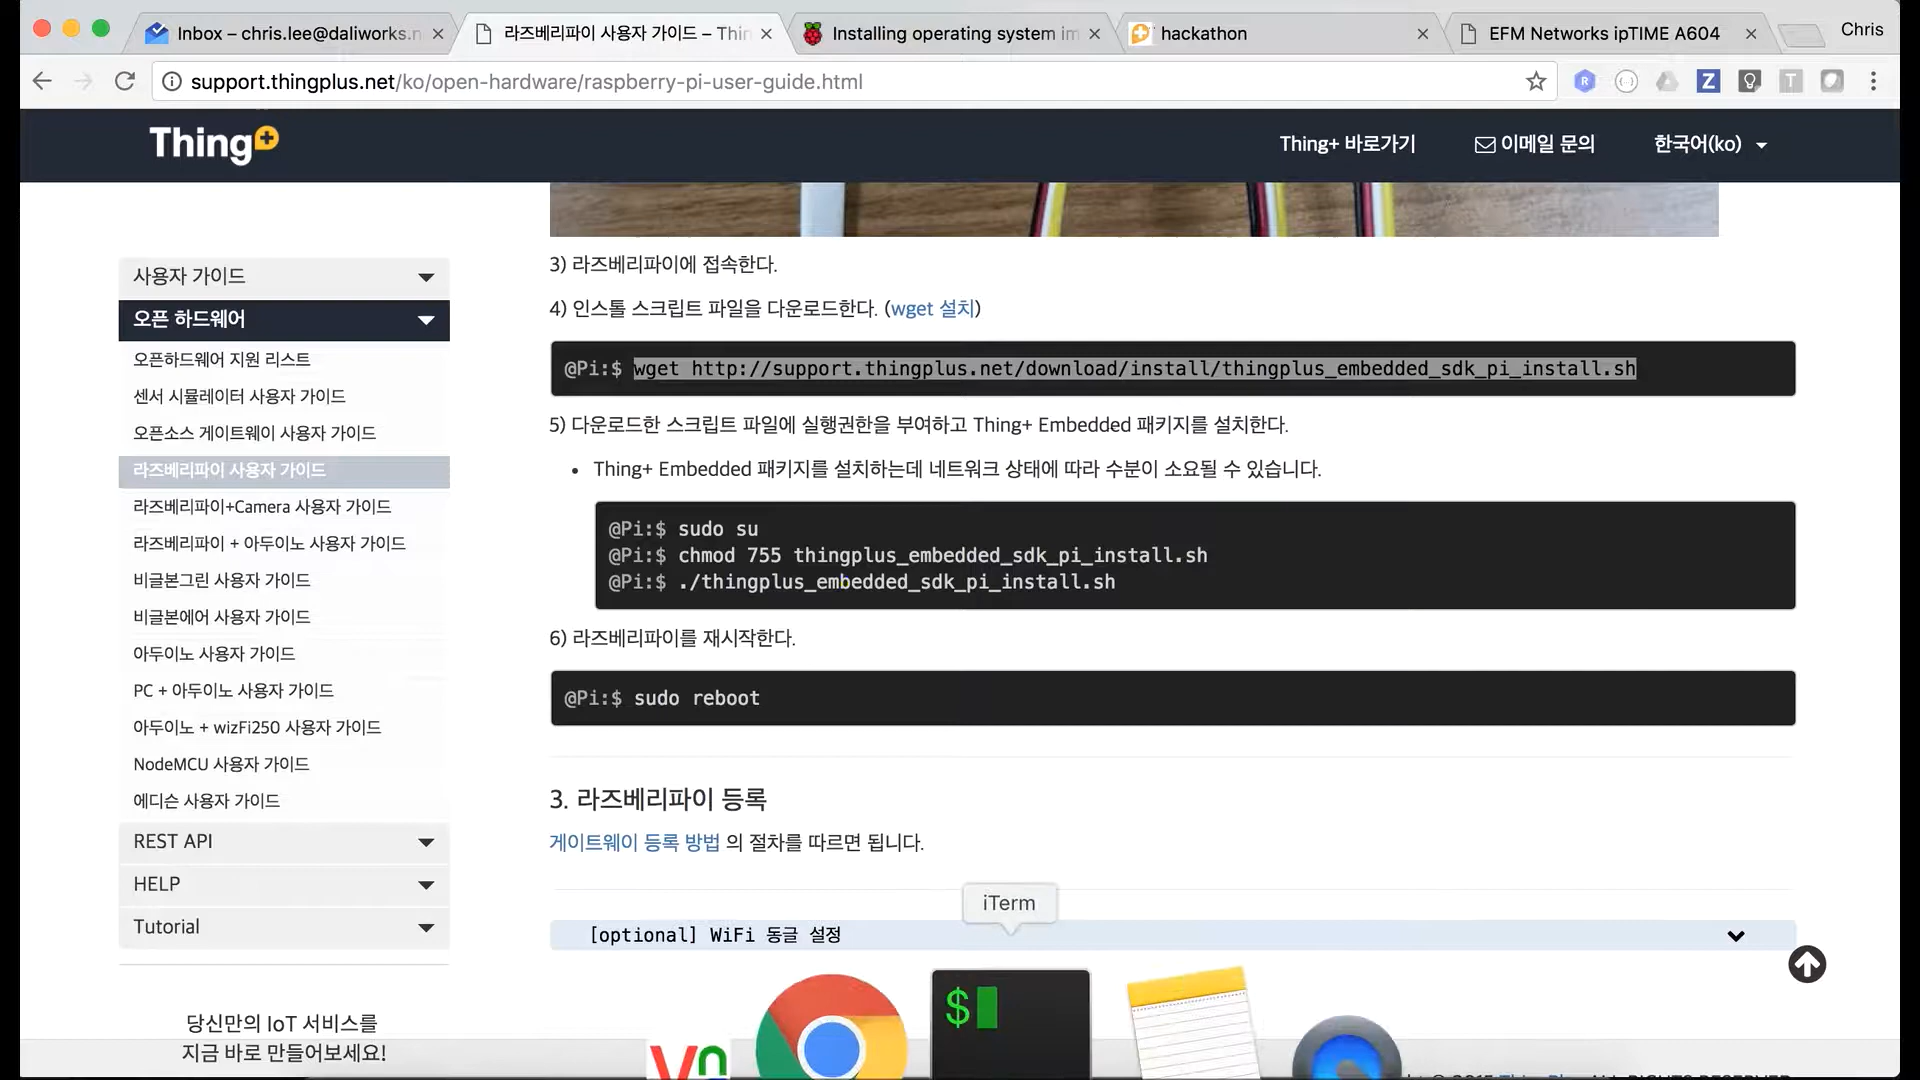 Inbox – chris.lee@daliworks.n
라즈베리파이 사용자 가이드 – Thin
Installing operating system im
hackathon
EFM Networks ipTIME A604
Chris
support.thingplus.net/ko/open-hardware/raspberry-pi-user-guide.html
Thing+
Thing+ 바로가기
이메일 문의
한국어(ko)
사용자 가이드
오픈 하드웨어
오픈하드웨어 지원 리스트
센서 시뮬레이터 사용자 가이드
오픈소스 게이트웨이 사용자 가이드
라즈베리파이 사용자 가이드
라즈베리파이+Camera 사용자 가이드
라즈베리파이 + 아두이노 사용자 가이드
비글본그린 사용자 가이드
비글본에어 사용자 가이드
아두이노 사용자 가이드
PC + 아두이노 사용자 가이드
아두이노 + wizFi250 사용자 가이드
NodeMCU 사용자 가이드
에디슨 사용자 가이드
REST API
HELP
Tutorial
당신만의 IoT 서비스를
지금 바로 만들어보세요!
3) 라즈베리파이에 접속한다.
4) 인스톨 스크립트 파일을 다운로드한다. (wget 설치)
@Pi:$ wget http://support.thingplus.net/download/install/thingplus_embedded_sdk_pi_install.sh
5) 다운로드한 스크립트 파일에 실행권한을 부여하고 Thing+ Embedded 패키지를 설치한다.
• Thing+ Embedded 패키지를 설치하는데 네트워크 상태에 따라 수분이 소요될 수 있습니다.
@Pi:$ sudo su
@Pi:$ chmod 755 thingplus_embedded_sdk_pi_install.sh
@Pi:$ ./thingplus_embedded_sdk_pi_install.sh
6) 라즈베리파이를 재시작한다.
@Pi:$ sudo reboot
3. 라즈베리파이 등록
게이트웨이 등록 방법 의 절차를 따르면 됩니다.
iTerm
[optional] WiFi 동글 설정
$